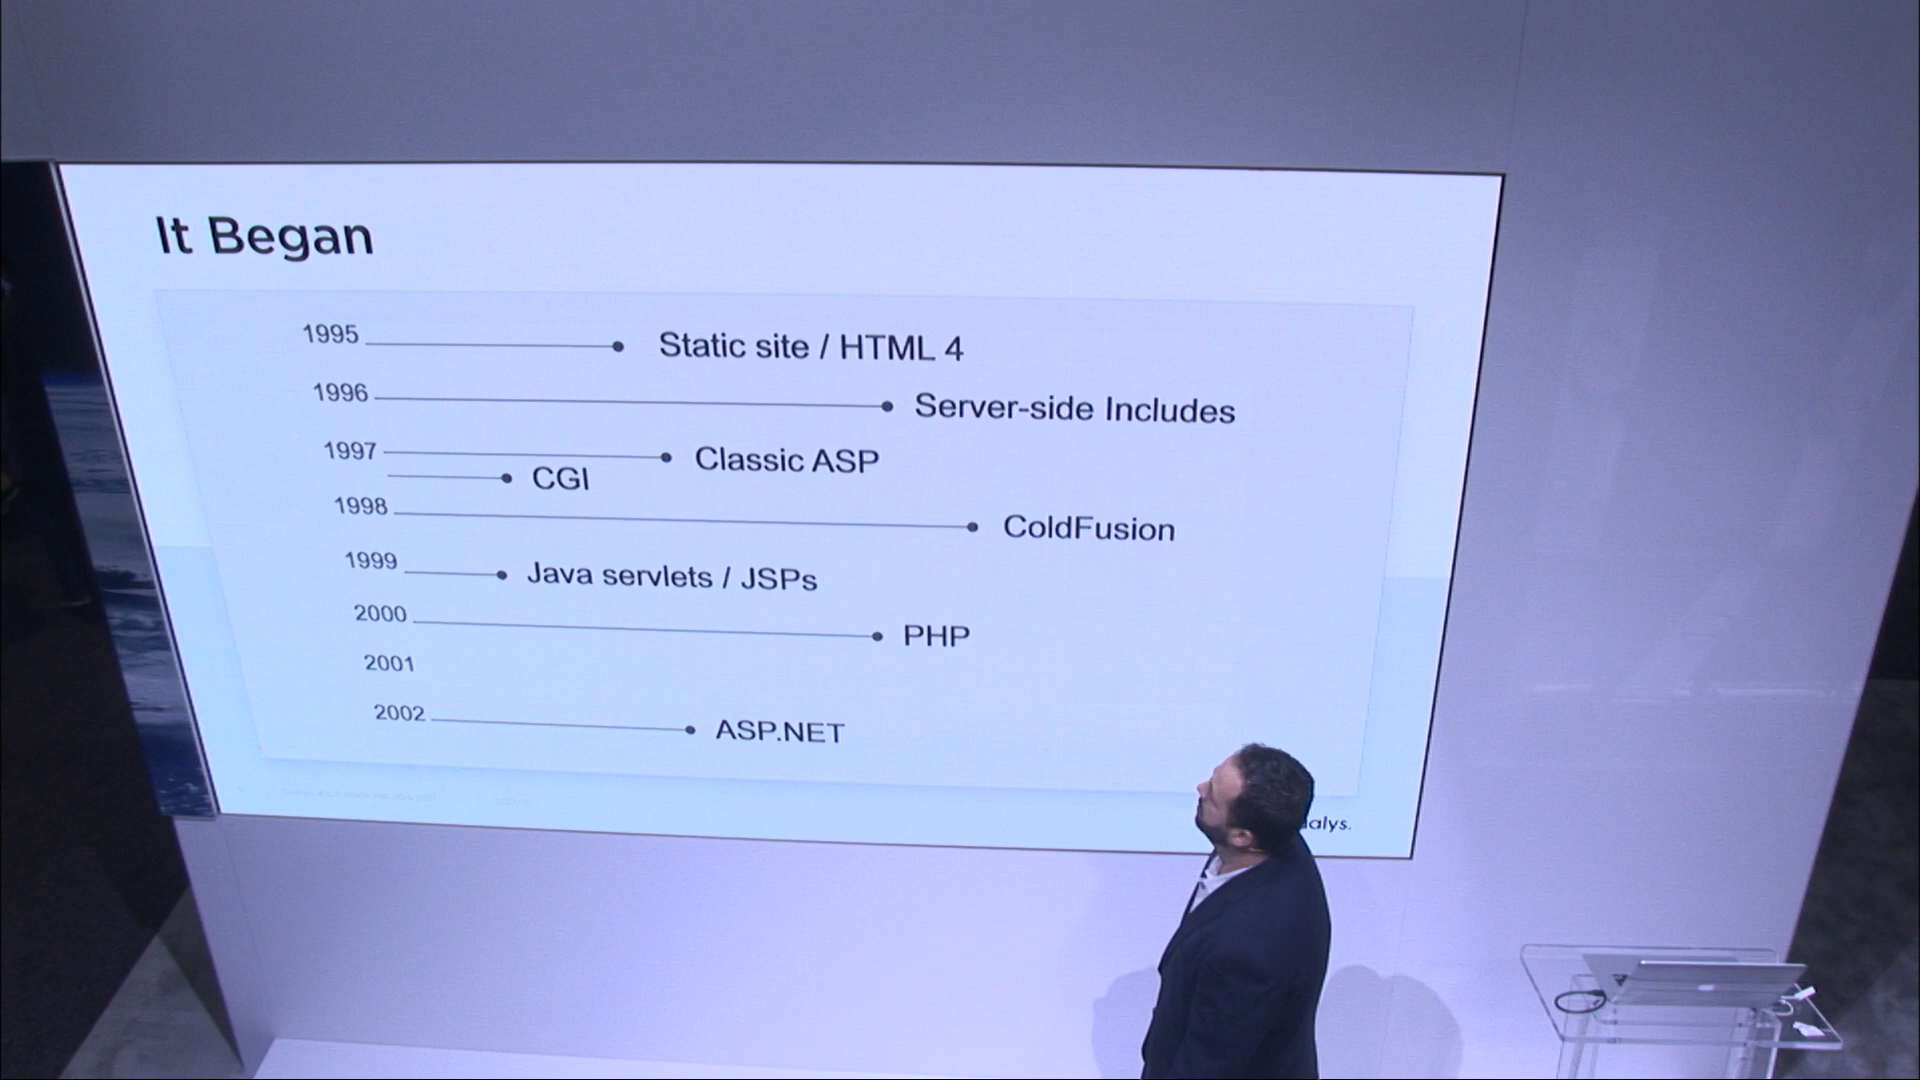 It Began
1995 Static site / HTML 4
1996 Server-side Includes
1997 Classic ASP
CGI
1998 ColdFusion
1999 Java servlets / JSPs
2000 PHP
2001
2002 ASP.NET
alys.